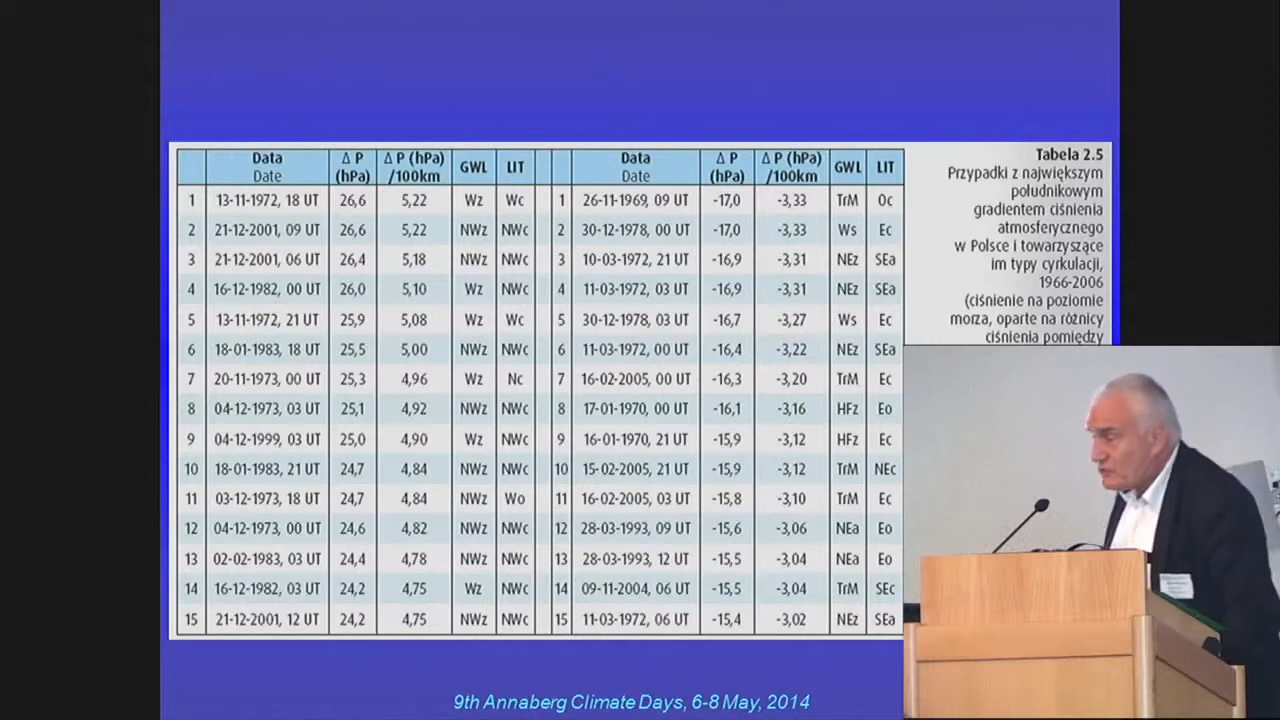 Data Date Δ P (hPa) Δ P (hPa) /100km GWL LIT Data Date Δ P (hPa) Δ P (hPa) /100km GWL LIT
1 13-11-1972, 18 UT 26,6 5,22 Wz Wc 1 26-11-1969, 09 UT -17,0 -3,33 TrM Oc
2 21-12-2001, 09 UT 26,6 5,22 NWz NWc 2 30-12-1978, 00 UT -17,0 -3,33 Ws Ec
3 21-12-2001, 06 UT 26,4 5,18 NWz NWc 3 10-03-1972, 21 UT -16,9 -3,31 NEz SEa
4 16-12-1982, 00 UT 26,0 5,10 Wz NWc 4 11-03-1972, 03 UT -16,9 -3,31 NEz SEa
5 13-11-1972, 21 UT 25,9 5,08 Wz Wc 5 30-12-1978, 03 UT -16,7 -3,27 Ws Ec
6 18-01-1983, 18 UT 25,5 5,00 NWz NWc 6 11-03-1972, 00 UT -16,4 -3,22 NEz SEa
7 20-11-1973, 00 UT 25,3 4,96 Wz Nc 7 16-02-2005, 00 UT -16,3 -3,20 TrM Ec
8 04-12-1973, 03 UT 25,1 4,92 NWz NWc 8 17-01-1970, 00 UT -16,1 -3,16 HFz Eo
9 04-12-1999, 03 UT 25,0 4,90 Wz NWc 9 16-01-1970, 21 UT -15,9 -3,12 HFz Ec
10 18-01-1983, 21 UT 24,7 4,84 NWz NWc 10 15-02-2005, 21 UT -15,9 -3,12 TrM NEc
11 03-12-1973, 18 UT 24,7 4,84 NWz Wo 11 16-02-2005, 03 UT -15,8 -3,10 TrM Ec
12 04-12-1973, 00 UT 24,6 4,82 NWz NWc 12 28-03-1993, 09 UT -15,6 -3,06 NEa Eo
13 02-02-1983, 03 UT 24,4 4,78 NWz NWc 13 28-03-1993, 12 UT -15,5 -3,04 NEa Eo
14 16-12-1982, 03 UT 24,2 4,75 Wz NWc 14 09-11-2004, 06 UT -15,5 -3,04 TrM SEc
15 21-12-2001, 12 UT 24,2 4,75 NWz NWc 15 11-03-1972, 06 UT -15,4 -3,02 NEz SEa
Tabela 2.5
Przypadki z największym
południkowym
gradientem ciśnienia
atmosferycznego
w Polsce i towarzyszące
im typy cyrkulacji,
1966-2006
(ciśnienie na poziomie
morza, oparte na różnicy
ciśnienia pomiędzy
9th Annaberg Climate Days, 6-8 May, 2014